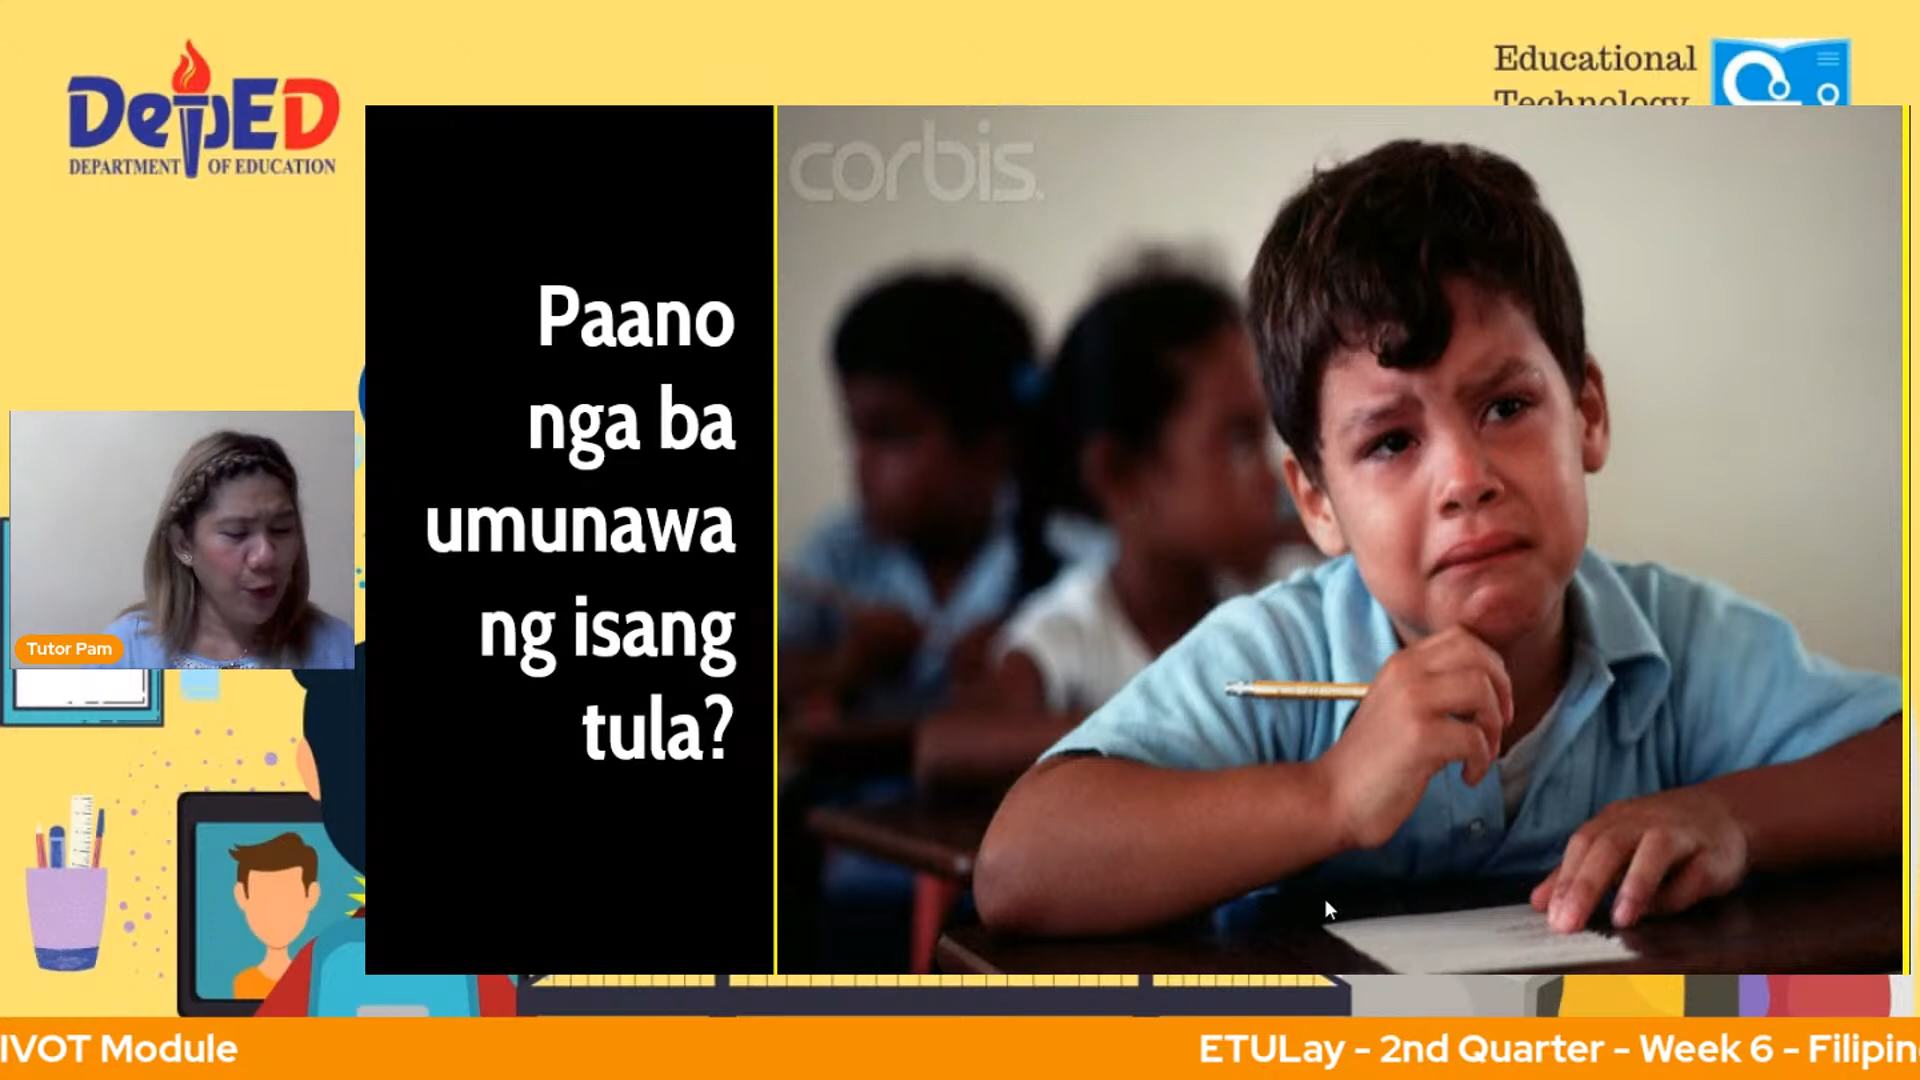 DepED
DEPARTMENT OF EDUCATION
Educational
Technology
corbis
Paano
nga ba
umunawa
ng isang
tula?
Tutor Pam
IVOT Module
ETULay - 2nd Quarter - Week 6 - Filipin